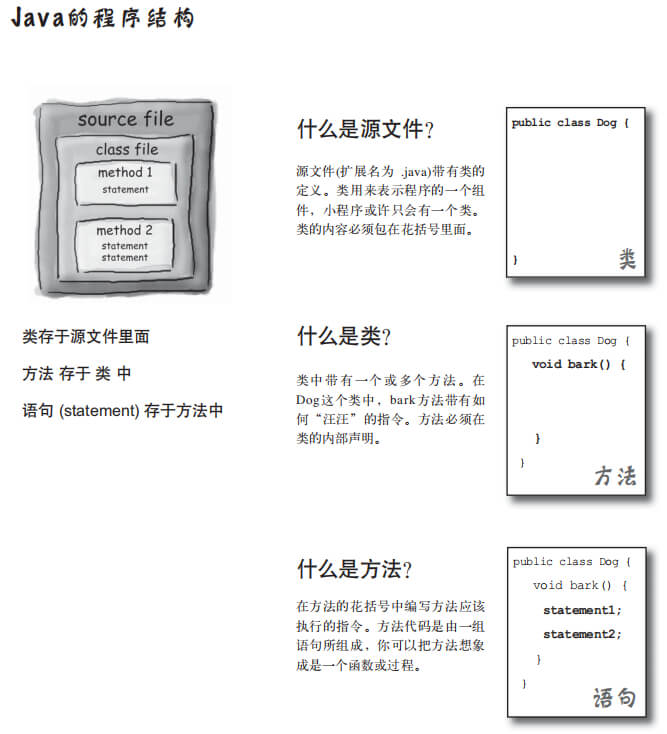 Java的程序结构
source file
class file
method 1
statement
method 2
statement
statement
类存于源文件里面
方法 存于 类 中
语句 (statement) 存于方法中
什么是源文件?
源文件(扩展名为 .java)带有类的
定义。类用来表示程序的一个组
件，小程序或许只会有一个类。
类的内容必须包在花括号里面。
public class Dog {
}
类
什么是类?
类中带有一个或多个方法。在
Dog这个类中，bark方法带有如
何“汪汪”的指令。方法必须在
类的内部声明。
public class Dog {
void bark() {
}
}
方法
什么是方法?
在方法的花括号中编写方法应该
执行的指令。方法代码是由一组
语句所组成，你可以把方法想象
成是一个函数或过程。
public class Dog {
void bark() {
statement1;
statement2;
}
}
语句